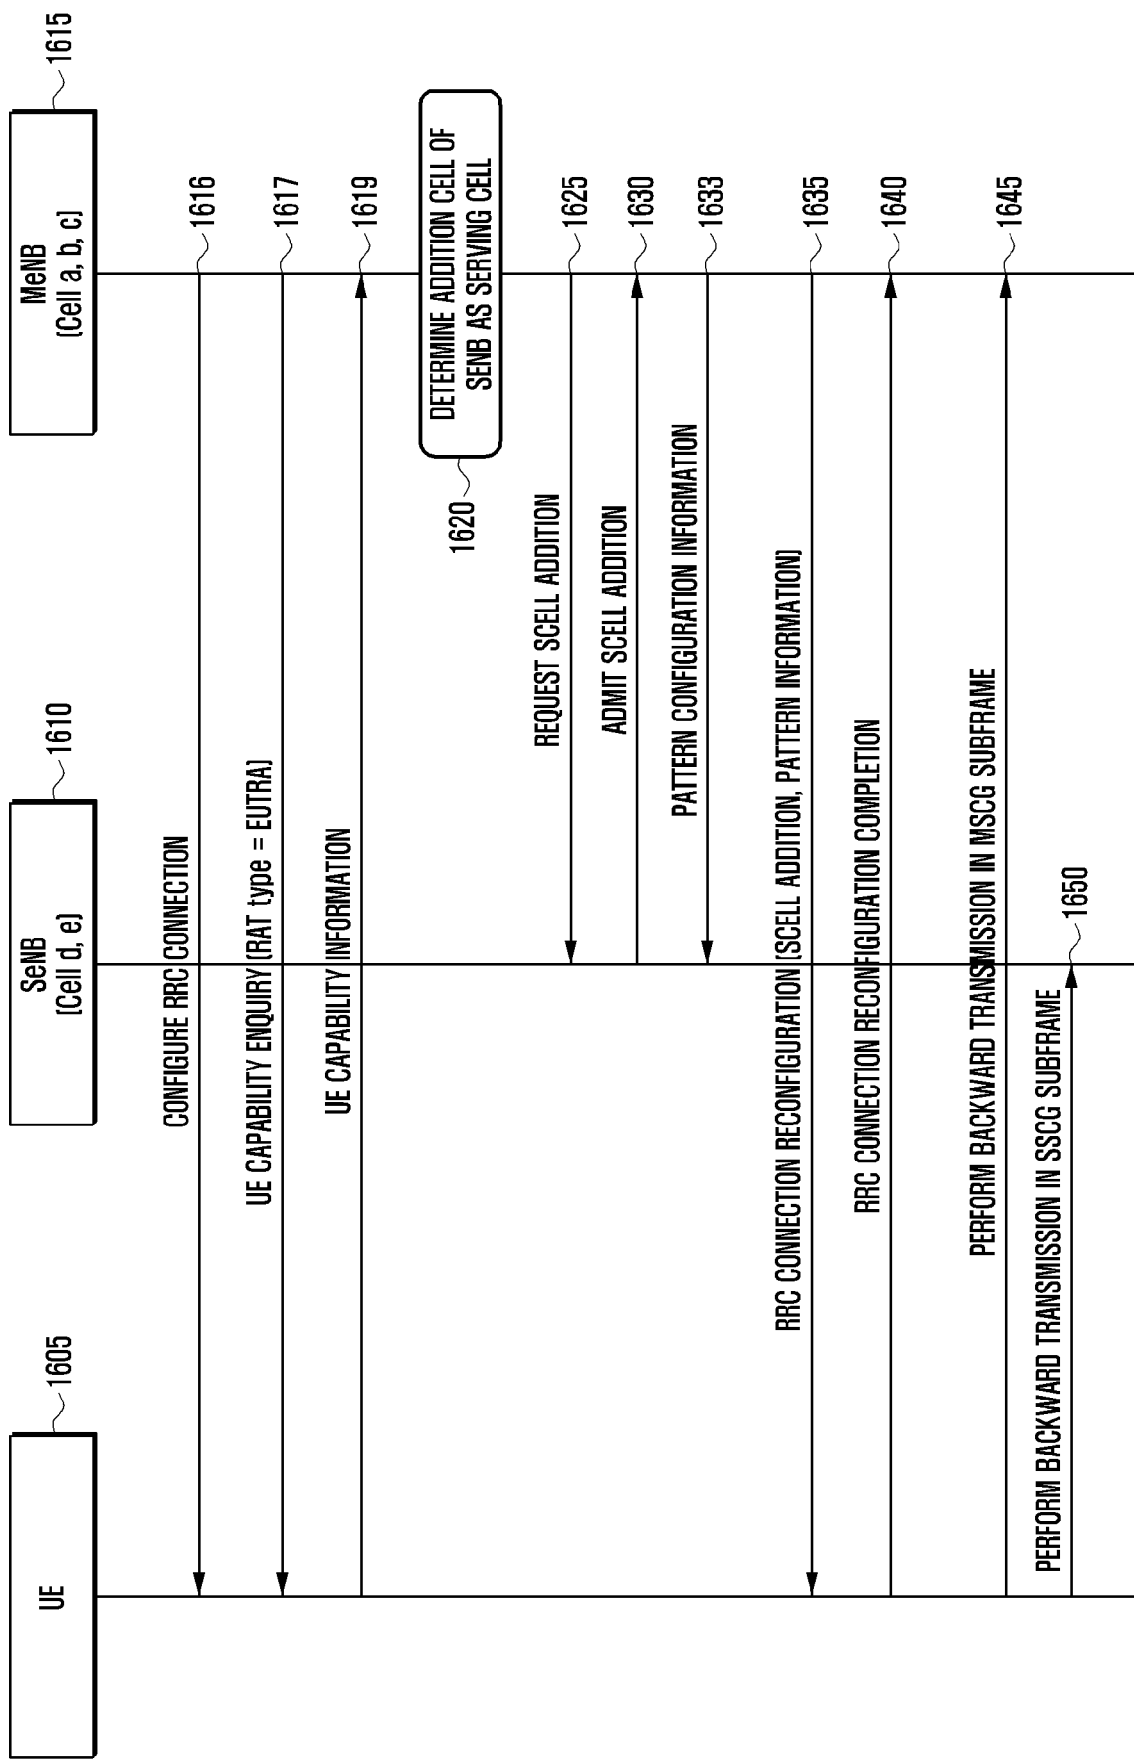 UE
1605
SeNB
(Cell d, e)
1610
MeNB
(Cell a, b, c)
1615
CONFIGURE RRC CONNECTION
1616
UE CAPABILITY ENQUIRY (RAT type = EUTRA)
1617
UE CAPABILITY INFORMATION
1619
DETERMINE ADDITION CELL OF
SENB AS SERVING CELL
1620
REQUEST SCELL ADDITION
1625
ADMIT SCELL ADDITION
1630
PATTERN CONFIGURATION INFORMATION
1633
RRC CONNECTION RECONFIGURATION (SCELL ADDITION, PATTERN INFORMATION)
1635
RRC CONNECTION RECONFIGURATION COMPLETION
1640
PERFORM BACKWARD TRANSMISSION IN MSCG SUBFRAME
1645
PERFORM BACKWARD TRANSMISSION IN SSCG SUBFRAME
1650